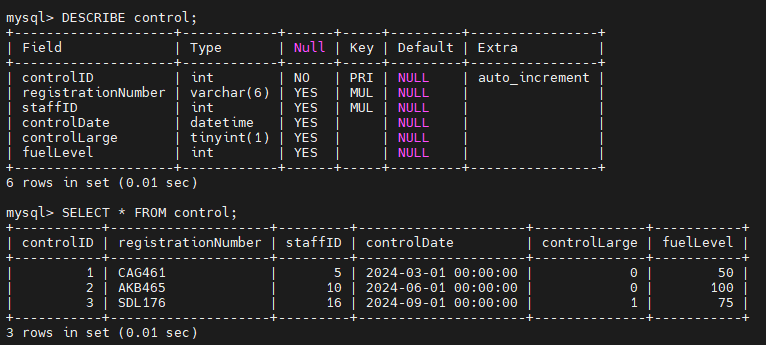 mysql> DESCRIBE control;
+--------------------+------------+------+-----+---------+----------------+
| Field              | Type       | Null | Key | Default | Extra          |
+--------------------+------------+------+-----+---------+----------------+
| controlID          | int        | NO   | PRI | NULL    | auto_increment |
| registrationNumber | varchar(6) | YES  | MUL | NULL    |                |
| staffID            | int        | YES  | MUL | NULL    |                |
| controlDate        | datetime   | YES  |     | NULL    |                |
| controlLarge       | tinyint(1) | YES  |     | NULL    |                |
| fuelLevel          | int        | YES  |     | NULL    |                |
+--------------------+------------+------+-----+---------+----------------+
6 rows in set (0.01 sec)
mysql> SELECT * FROM control;
+-----------+--------------------+---------+---------------------+--------------+-----------+
| controlID | registrationNumber | staffID | controlDate         | controlLarge | fuelLevel |
+-----------+--------------------+---------+---------------------+--------------+-----------+
|         1 | CAG461             |       5 | 2024-03-01 00:00:00 |            0 |        50 |
|         2 | AKB465             |      10 | 2024-06-01 00:00:00 |            0 |       100 |
|         3 | SDL176             |      16 | 2024-09-01 00:00:00 |            1 |        75 |
+-----------+--------------------+---------+---------------------+--------------+-----------+
3 rows in set (0.01 sec)